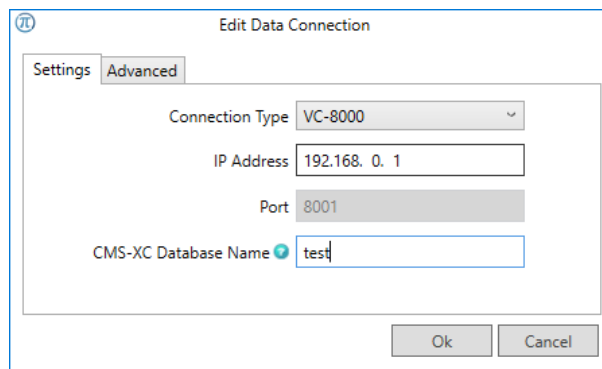 Edit Data Connection
Settings Advanced
Connection Type VC-8000
IP Address 192.168. 0. 1
Port 8001
CMS-XC Database Name ? test
Ok Cancel